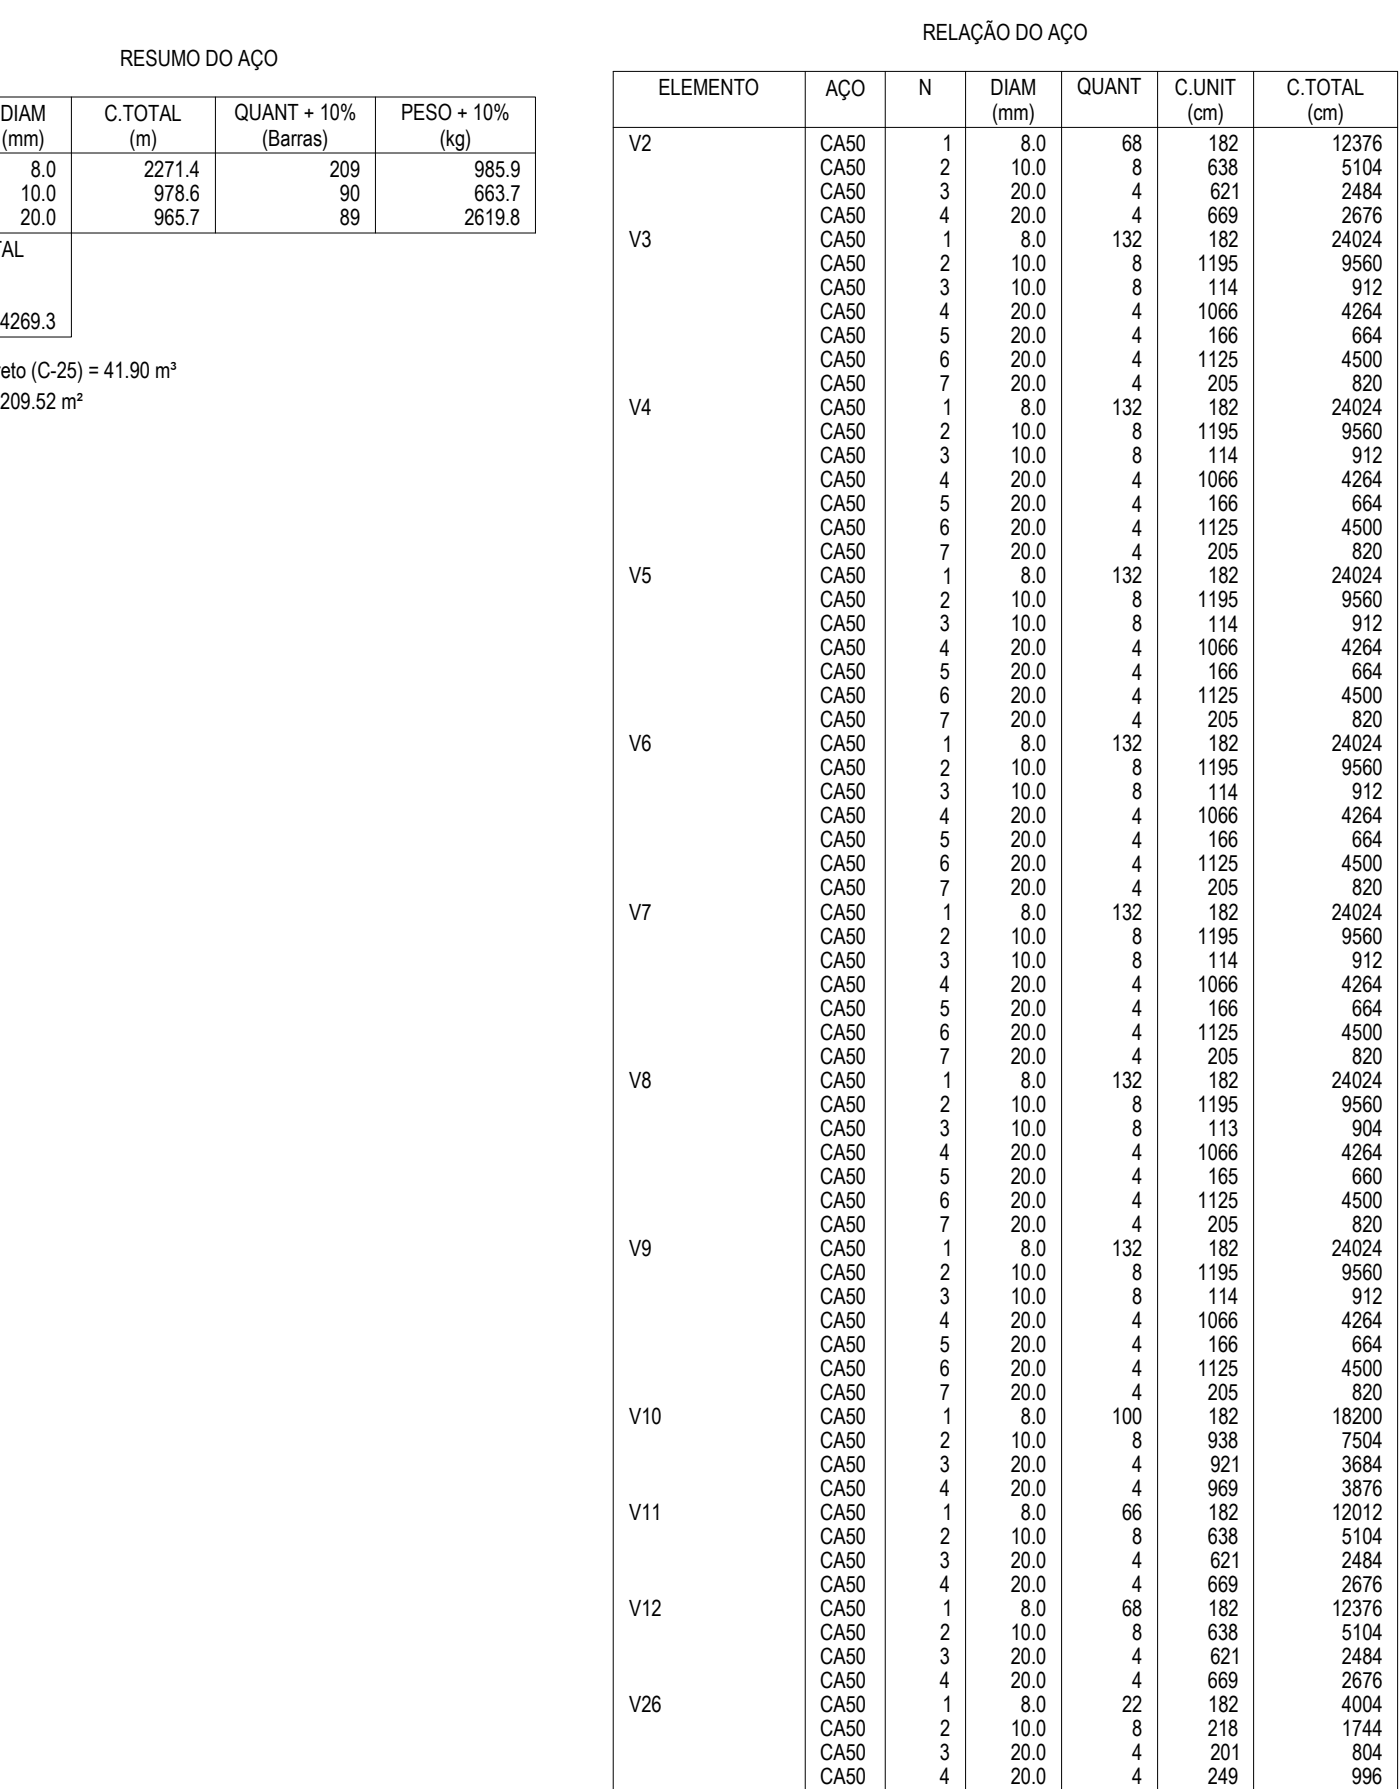 RESUMO DO AÇO
DIAM C.TOTAL QUANT + 10% PESO + 10%
(mm) (m) (Barras) (kg)
8.0 2271.4 209 985.9
10.0 978.6 90 663.7
20.0 965.7 89 2619.8
TAL
4269.3
eto (C-25) = 41.90 m³
209.52 m²
RELAÇÃO DO AÇO
ELEMENTO AÇO N DIAM QUANT C.UNIT C.TOTAL
(mm) (cm) (cm)
V2 CA50 1 8.0 68 182 12376
CA50 2 10.0 8 638 5104
CA50 3 20.0 4 621 2484
CA50 4 20.0 4 669 2676
V3 CA50 1 8.0 132 182 24024
CA50 2 10.0 8 1195 9560
CA50 3 10.0 8 114 912
CA50 4 20.0 4 1066 4264
CA50 5 20.0 4 166 664
CA50 6 20.0 4 1125 4500
CA50 7 20.0 4 205 820
V4 CA50 1 8.0 132 182 24024
CA50 2 10.0 8 1195 9560
CA50 3 10.0 8 114 912
CA50 4 20.0 4 1066 4264
CA50 5 20.0 4 166 664
CA50 6 20.0 4 1125 4500
CA50 7 20.0 4 205 820
V5 CA50 1 8.0 132 182 24024
CA50 2 10.0 8 1195 9560
CA50 3 10.0 8 114 912
CA50 4 20.0 4 1066 4264
CA50 5 20.0 4 166 664
CA50 6 20.0 4 1125 4500
CA50 7 20.0 4 205 820
V6 CA50 1 8.0 132 182 24024
CA50 2 10.0 8 1195 9560
CA50 3 10.0 8 114 912
CA50 4 20.0 4 1066 4264
CA50 5 20.0 4 166 664
CA50 6 20.0 4 1125 4500
CA50 7 20.0 4 205 820
V7 CA50 1 8.0 132 182 24024
CA50 2 10.0 8 1195 9560
CA50 3 10.0 8 114 912
CA50 4 20.0 4 1066 4264
CA50 5 20.0 4 166 664
CA50 6 20.0 4 1125 4500
CA50 7 20.0 4 205 820
V8 CA50 1 8.0 132 182 24024
CA50 2 10.0 8 1195 9560
CA50 3 10.0 8 113 904
CA50 4 20.0 4 1066 4264
CA50 5 20.0 4 165 660
CA50 6 20.0 4 1125 4500
CA50 7 20.0 4 205 820
V9 CA50 1 8.0 132 182 24024
CA50 2 10.0 8 1195 9560
CA50 3 10.0 8 114 912
CA50 4 20.0 4 1066 4264
CA50 5 20.0 4 166 664
CA50 6 20.0 4 1125 4500
CA50 7 20.0 4 205 820
V10 CA50 1 8.0 100 182 18200
CA50 2 10.0 8 938 7504
CA50 3 20.0 4 921 3684
CA50 4 20.0 4 969 3876
V11 CA50 1 8.0 66 182 12012
CA50 2 10.0 8 638 5104
CA50 3 20.0 4 621 2484
CA50 4 20.0 4 669 2676
V12 CA50 1 8.0 68 182 12376
CA50 2 10.0 8 638 5104
CA50 3 20.0 4 621 2484
CA50 4 20.0 4 669 2676
V26 CA50 1 8.0 22 182 4004
CA50 2 10.0 8 218 1744
CA50 3 20.0 4 201 804
CA50 4 20.0 4 249 996